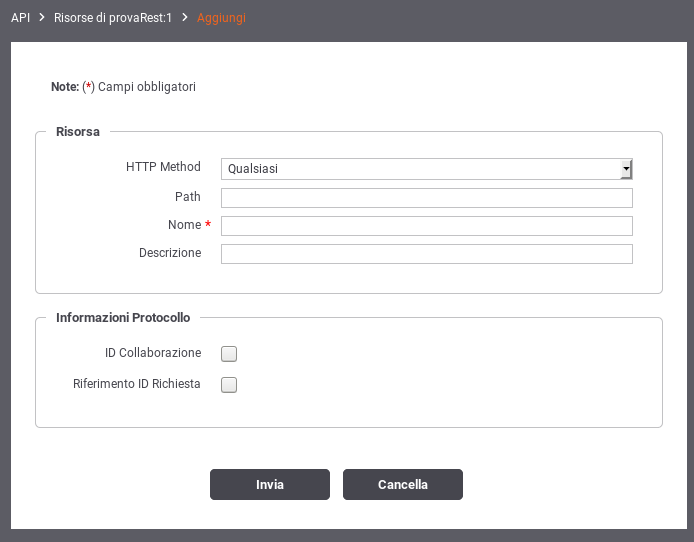 API > Risorse di provaRest:1 > Aggiungi
Note: (*) Campi obbligatori
Risorsa
HTTP Method Qualsiasi
Path
Nome *
Descrizione
Informazioni Protocollo
ID Collaborazione
Riferimento ID Richiesta
Invia Cancella